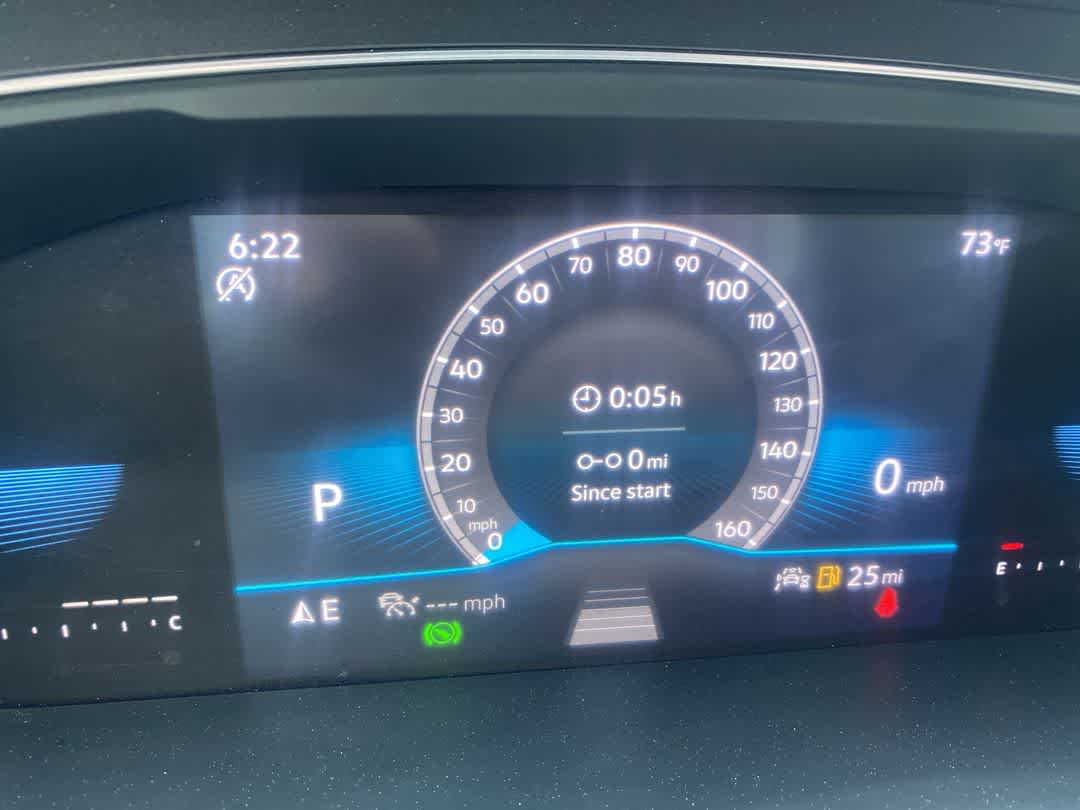 6:22
73°F
80
70 90
60 100
50 110
40 120
30 130
20 140
10 150
mph
0 160
0:05 h
0 mi
Since start
P
0 mph
E
--- mph
25 mi
C
E